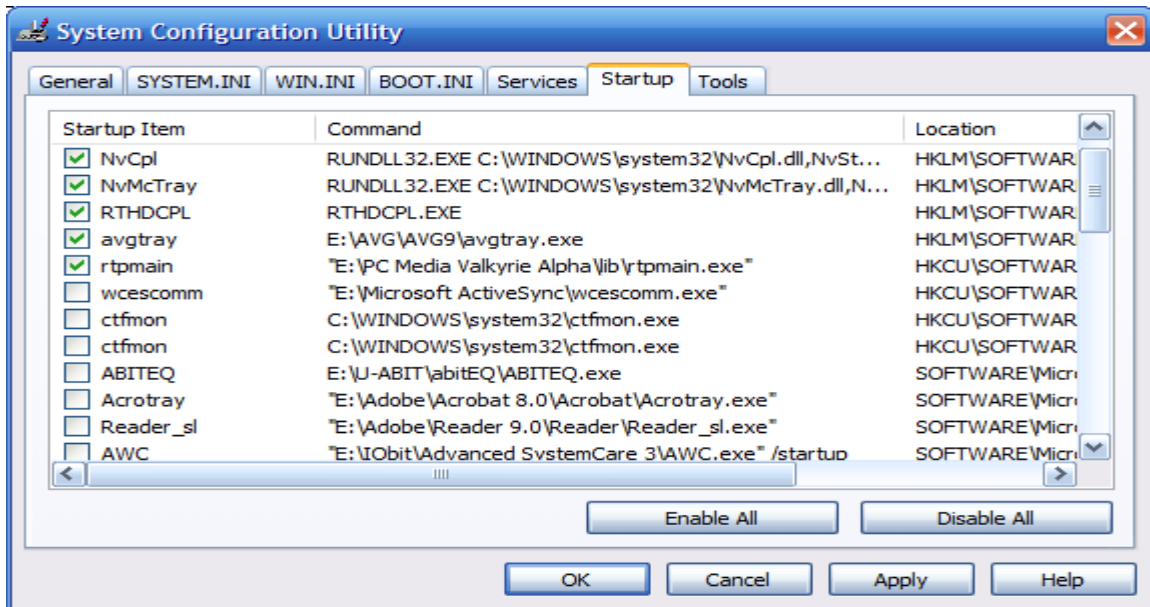 System Configuration Utility
General SYSTEM.INI WIN.INI BOOT.INI Services Startup Tools
Startup Item Command Location
NvCpl RUNDLL32.EXE C:\WINDOWS\system32\NvCpl.dll,NvSt... HKLM\SOFTWAR
NvMcTray RUNDLL32.EXE C:\WINDOWS\system32\NvMcTray.dll,N... HKLM\SOFTWAR
RTHDCPL RTHDCPL.EXE HKLM\SOFTWAR
avgtray E:\AVG\AVG9\avgtray.exe HKLM\SOFTWAR
rtpmain "E:\PC Media Valkyrie Alpha\lib\rtpmain.exe" HKCU\SOFTWAR
wcescomm "E:\Microsoft ActiveSync\wcescomm.exe" HKCU\SOFTWAR
ctfmon C:\WINDOWS\system32\ctfmon.exe HKCU\SOFTWAR
ctfmon C:\WINDOWS\system32\ctfmon.exe HKCU\SOFTWAR
ABITEQ E:\U-ABIT\abitEQ\ABITEQ.exe SOFTWARE\Micr
Acrotray "E:\Adobe\Acrobat 8.0\Acrobat\Acrotray.exe" SOFTWARE\Micr
Reader_sl "E:\Adobe\Reader 9.0\Reader\Reader_sl.exe" SOFTWARE\Micr
AWC "E:\IObit\Advanced SystemCare 3\AWC.exe" /startup SOFTWARE\Micr
Enable All Disable All
OK Cancel Apply Help